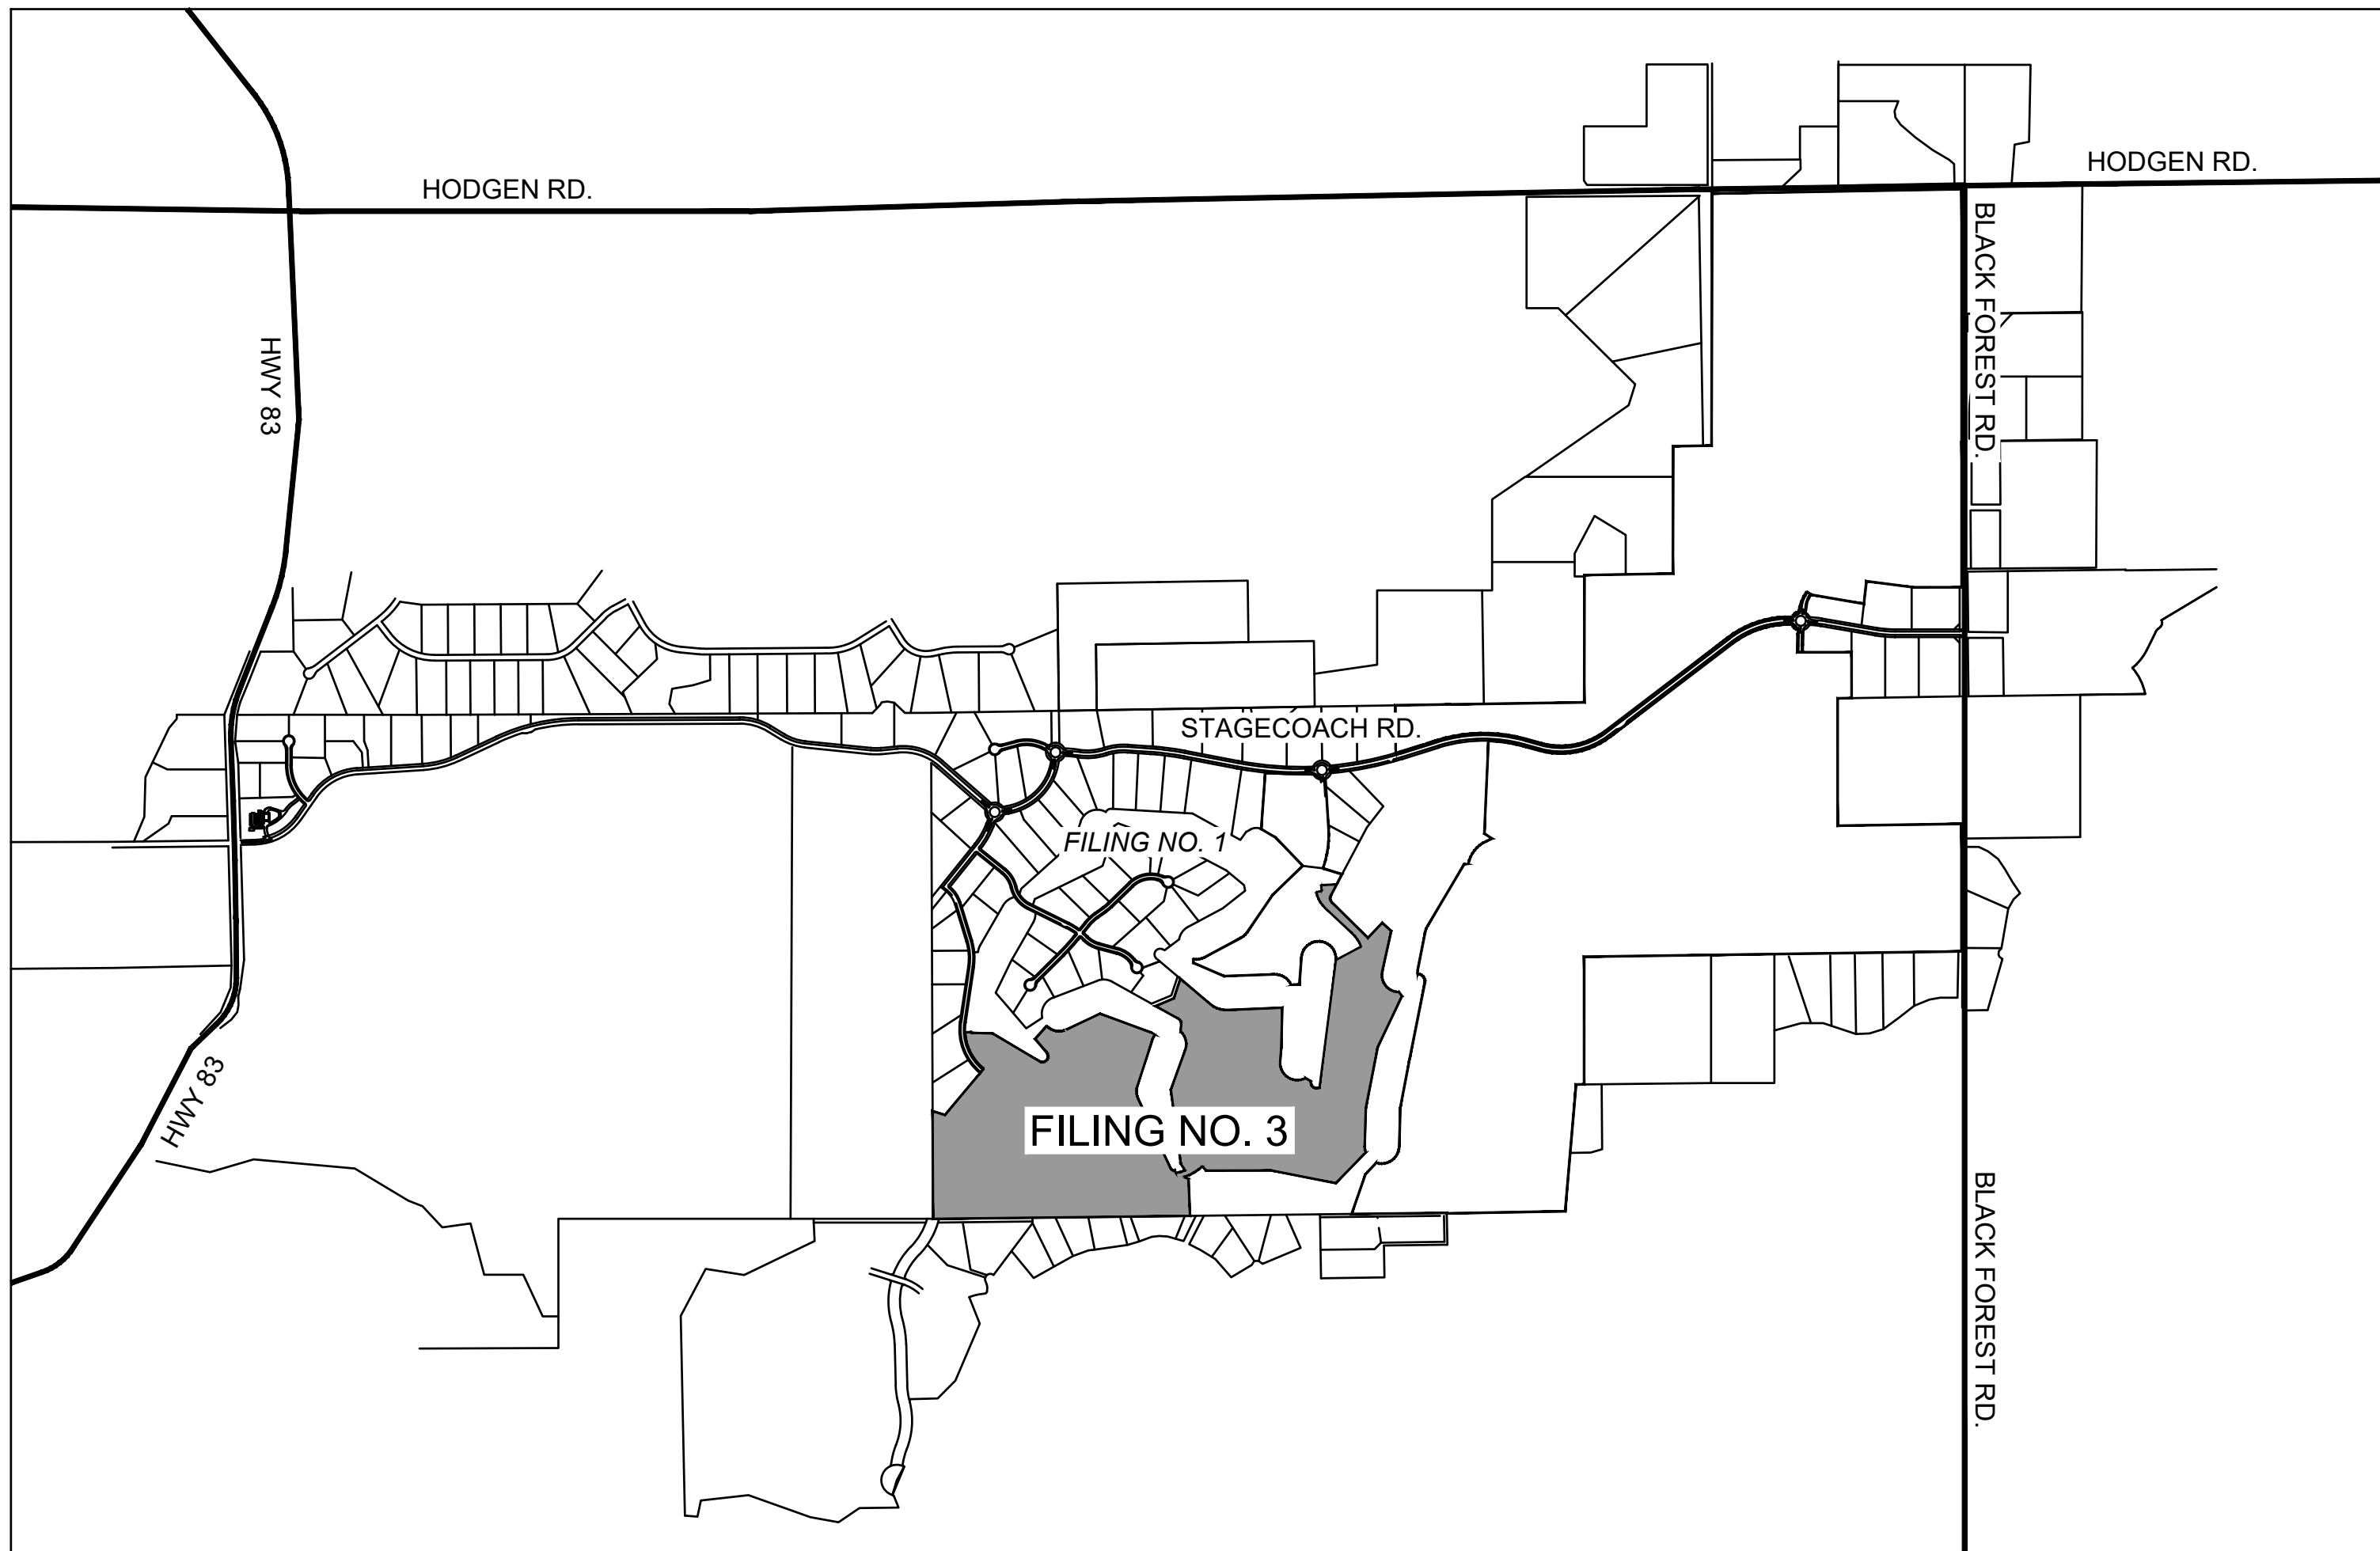 HODGEN RD.
HODGEN RD.
BLACK FOREST RD.
HWY 83
STAGECOACH RD.
FILING NO. 1
HWY 83
FILING NO. 3
BLACK FOREST RD.